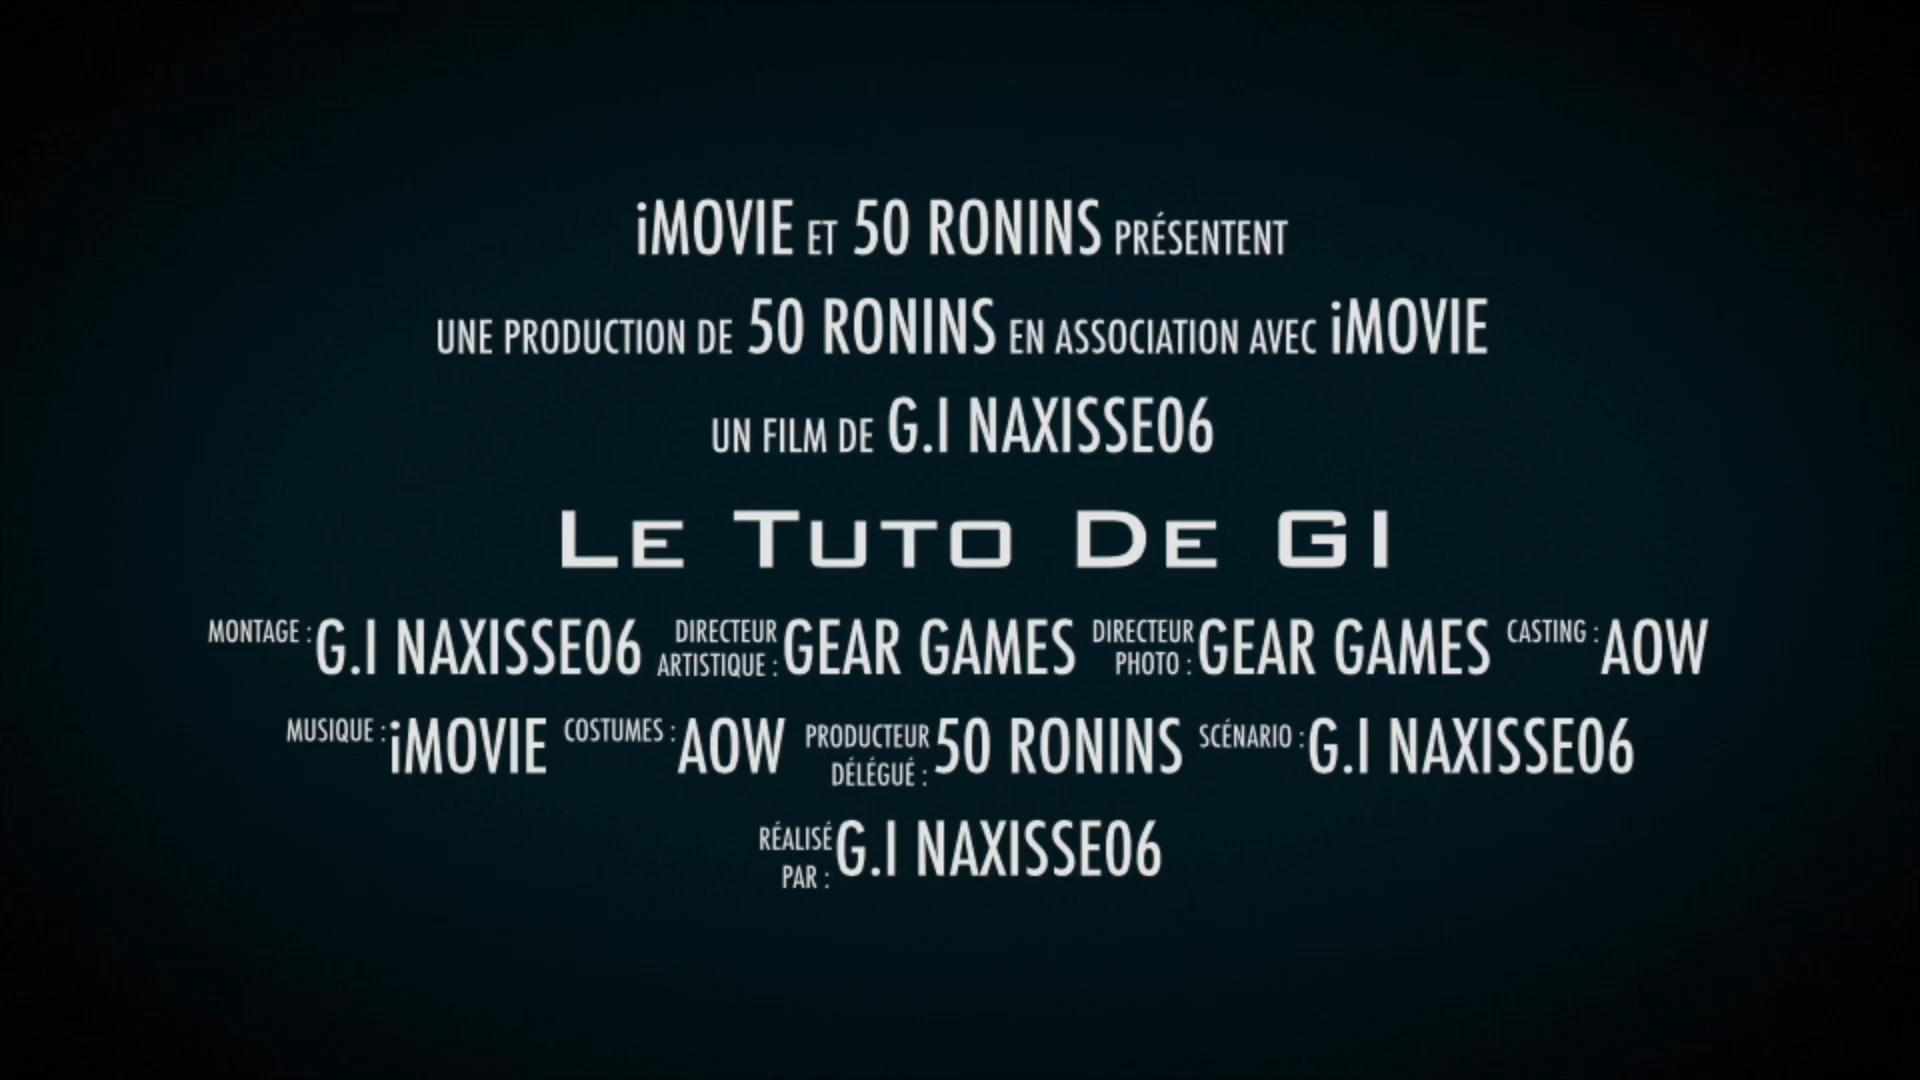 iMOVIE ET 50 RONINS PRÉSENTENT
UNE PRODUCTION DE 50 RONINS EN ASSOCIATION AVEC iMOVIE
UN FILM DE G.I NAXISSE06
LE TUTO DE GI
MONTAGE : G.I NAXISSE06 DIRECTEUR ARTISTIQUE : GEAR GAMES DIRECTEUR PHOTO : GEAR GAMES CASTING : AOW
MUSIQUE : iMOVIE COSTUMES : AOW PRODUCTEUR DÉLÉGUÉ : 50 RONINS SCÉNARIO : G.I NAXISSE06
RÉALISÉ PAR : G.I NAXISSE06